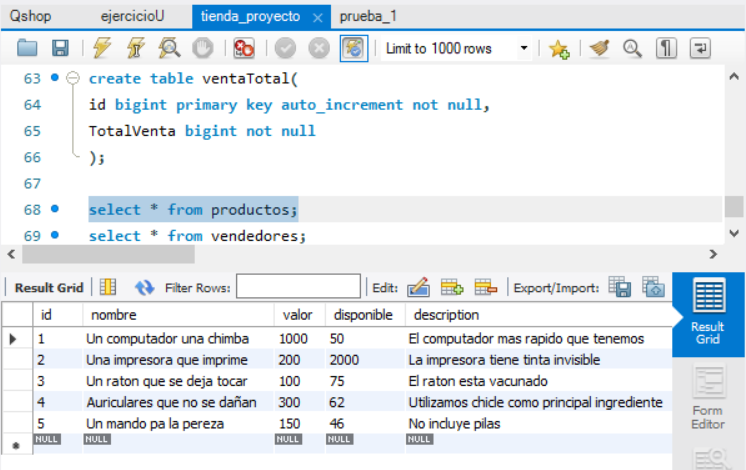 Qshop ejercicioU tienda_proyecto × prueba_1
Limit to 1000 rows
63 create table ventaTotal(
64 id bigint primary key auto_increment not null,
65 TotalVenta bigint not null
66 );
67
68 select * from productos;
69 select * from vendedores;
Result Grid Filter Rows: Edit: Export/Import:
id nombre valor disponible description
1 Un computador una chimba 1000 50 El computador mas rapido que tenemos
2 Una impresora que imprime 200 2000 La impresora tiene tinta invisible
3 Un raton que se deja tocar 100 75 El raton esta vacunado
4 Auriculares que no se dañan 300 62 Utilizamos chicle como principal ingrediente
5 Un mando pa la pereza 150 46 No incluye pilas
NULL NULL NULL NULL NULL
Result
Grid
Form
Editor